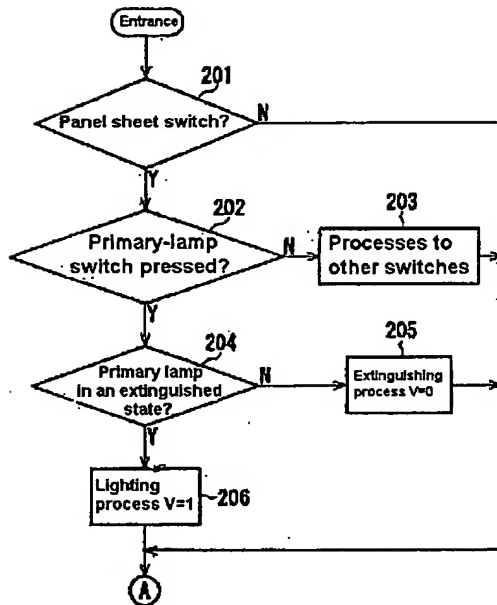 Entrance
201
Panel sheet switch?
N
Y
202
Primary-lamp
switch pressed?
N
203
Processes to
other switches
Y
204
Primary lamp
in an extinguished
state?
N
205
Extinguishing
process V=0
Y
Lighting
process V=1
206
A